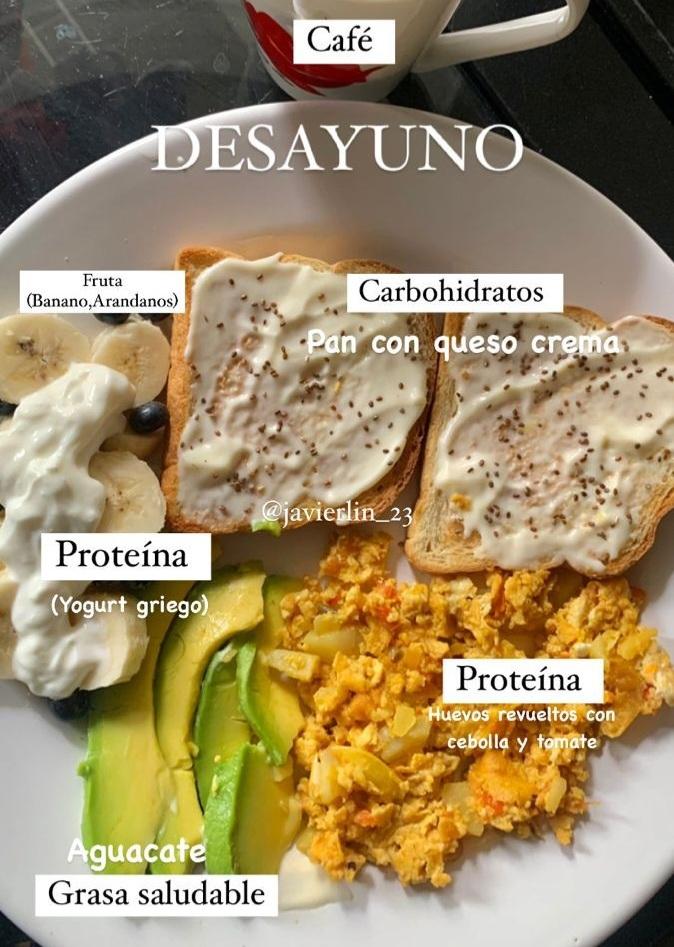 Café
DESAYUNO
Fruta
(Banano,Arandanos)
Carbohidratos
Pan con queso crema
@javierlin_23
Proteína
(Yogurt griego)
Proteína
Huevos revueltos con
cebolla y tomate
Aguacate
Grasa saludable